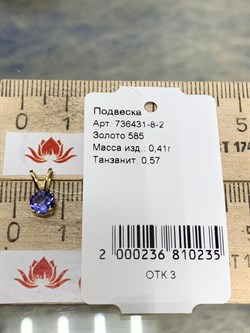 Подвеска
Арт. 736431-8-2
Золото 585
Масса изд.: 0,41г
Танзанит. 0,57
2 000236 810235
ОТК 3